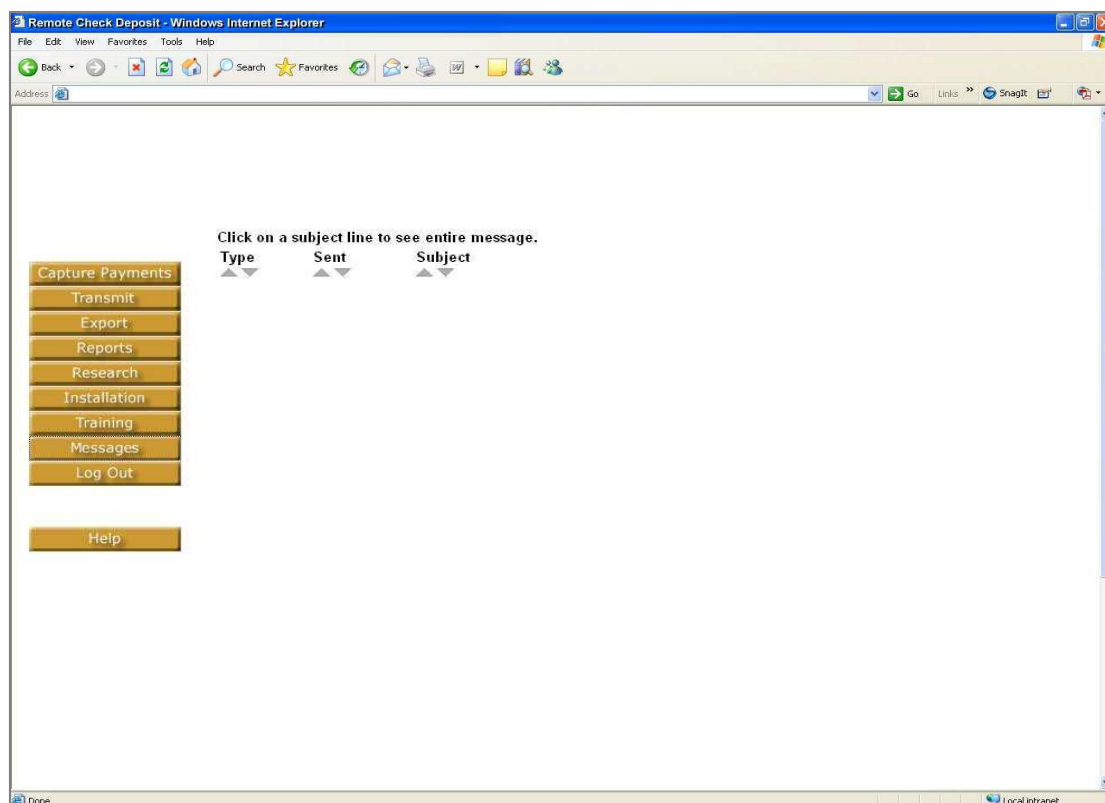 Remote Check Deposit - Windows Internet Explorer
File Edit View Favorites Tools Help
Back Search Favorites
Address Go Links » SnagIt
Click on a subject line to see entire message.
Type Sent Subject
Capture Payments
Transmit
Export
Reports
Research
Installation
Training
Messages
Log Out
Help
Done Local intranet